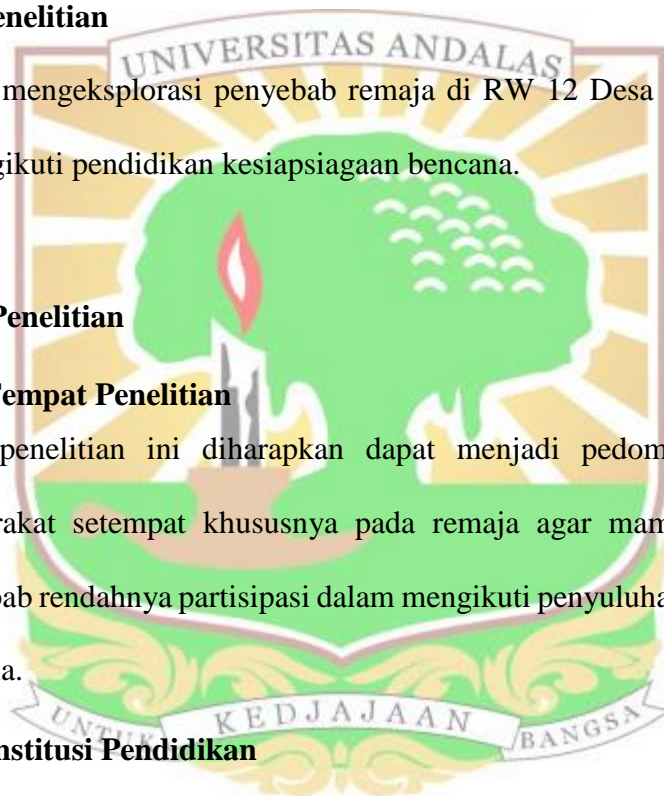 enelitian
UNIVERSITAS ANDALAS
mengeksplorasi penyebab remaja di RW 12 Desa
gikuti pendidikan kesiapsiagaan bencana.
Penelitian
Tempat Penelitian
penelitian ini diharapkan dapat menjadi pedom
rakat setempat khususnya pada remaja agar mam
bab rendahnya partisipasi dalam mengikuti penyuluha
a.
UNTUK KEDJAJAAN BANGSA
nstitusi Pendidikan